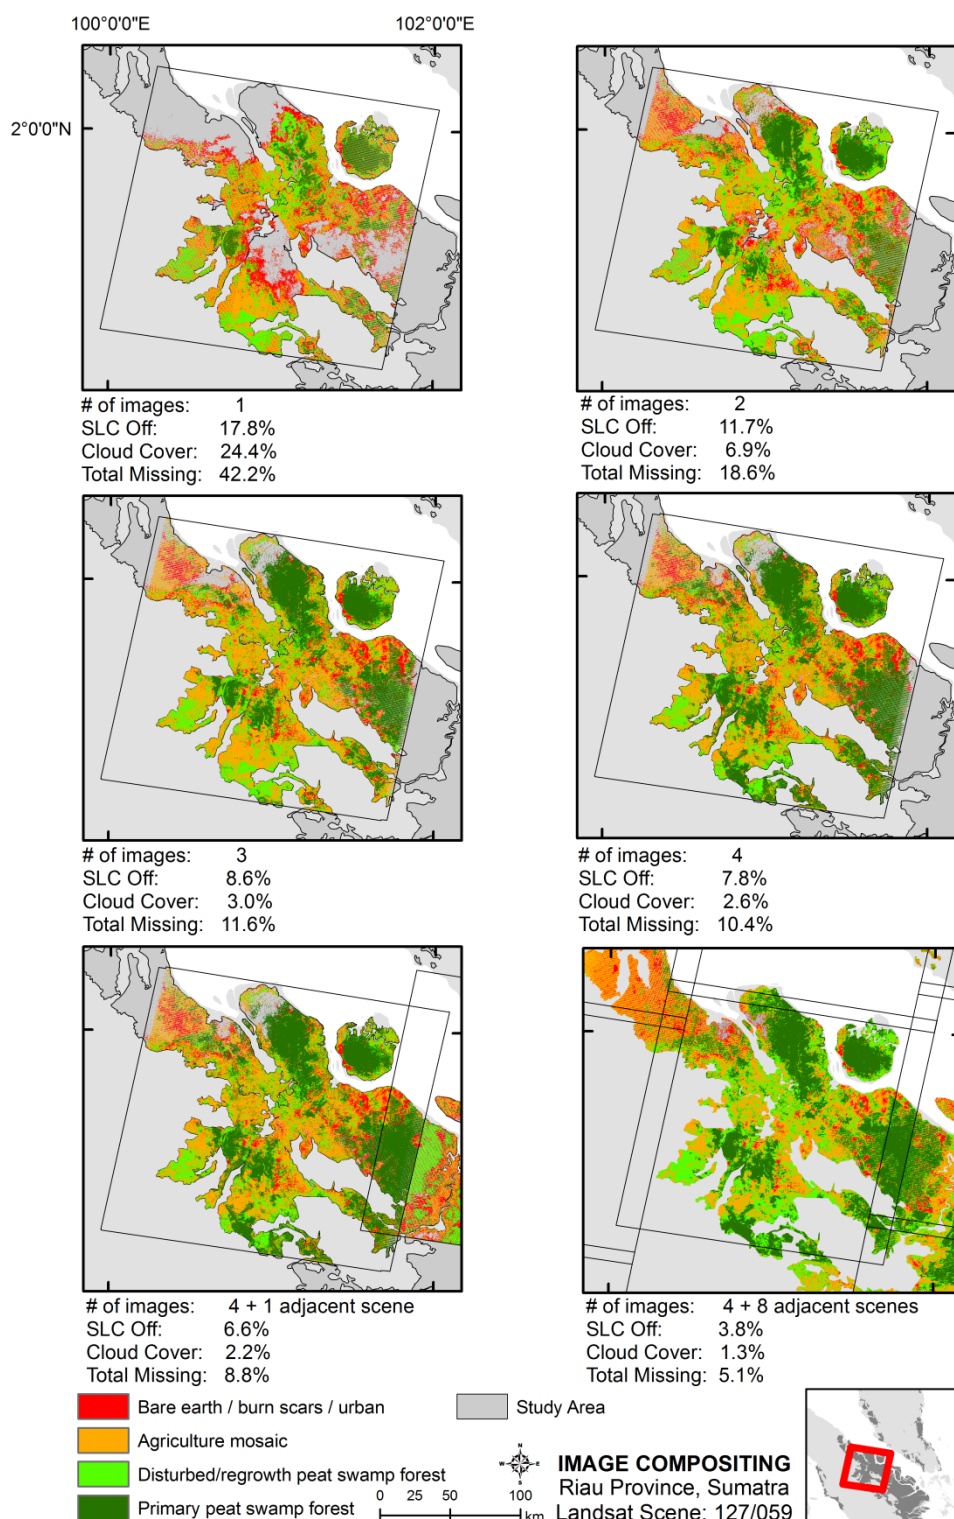 100°0'0"E 102°0'0"E
2°0'0"N
# of images: 1
SLC Off: 17.8%
Cloud Cover: 24.4%
Total Missing: 42.2%
# of images: 2
SLC Off: 11.7%
Cloud Cover: 6.9%
Total Missing: 18.6%
# of images: 3
SLC Off: 8.6%
Cloud Cover: 3.0%
Total Missing: 11.6%
# of images: 4
SLC Off: 7.8%
Cloud Cover: 2.6%
Total Missing: 10.4%
# of images: 4 + 1 adjacent scene
SLC Off: 6.6%
Cloud Cover: 2.2%
Total Missing: 8.8%
# of images: 4 + 8 adjacent scenes
SLC Off: 3.8%
Cloud Cover: 1.3%
Total Missing: 5.1%
Bare earth / burn scars / urban
Agriculture mosaic
Disturbed/regrowth peat swamp forest
Primary peat swamp forest
Study Area
N
W E
S
0 25 50 100
km
IMAGE COMPOSITING
Riau Province, Sumatra
Landsat Scene: 127/059